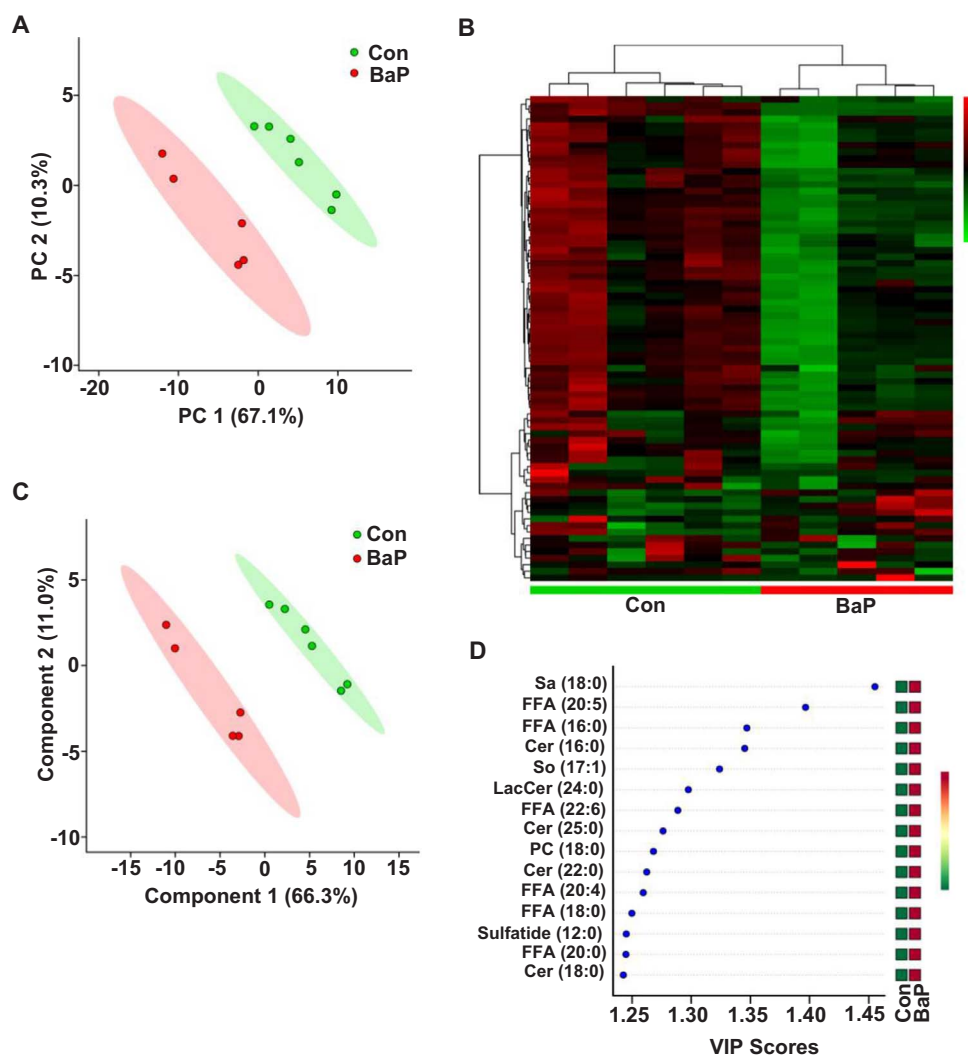 A
Con
BaP
5
0
-5
-10
-20
-10
0
10
PC 2 (10.3%)
PC 1 (67.1%)
B
Con
BaP
C
Con
BaP
5
0
-5
-10
-15
-10
-5
0
5
10
15
Component 2 (11.0%)
Component 1 (66.3%)
D
Sa (18:0)
FFA (20:5)
FFA (16:0)
Cer (16:0)
So (17:1)
LacCer (24:0)
FFA (22:6)
Cer (25:0)
PC (18:0)
Cer (22:0)
FFA (20:4)
FFA (18:0)
Sulfatide (12:0)
FFA (20:0)
Cer (18:0)
1.25
1.30
1.35
1.40
1.45
Con
BaP
VIP Scores